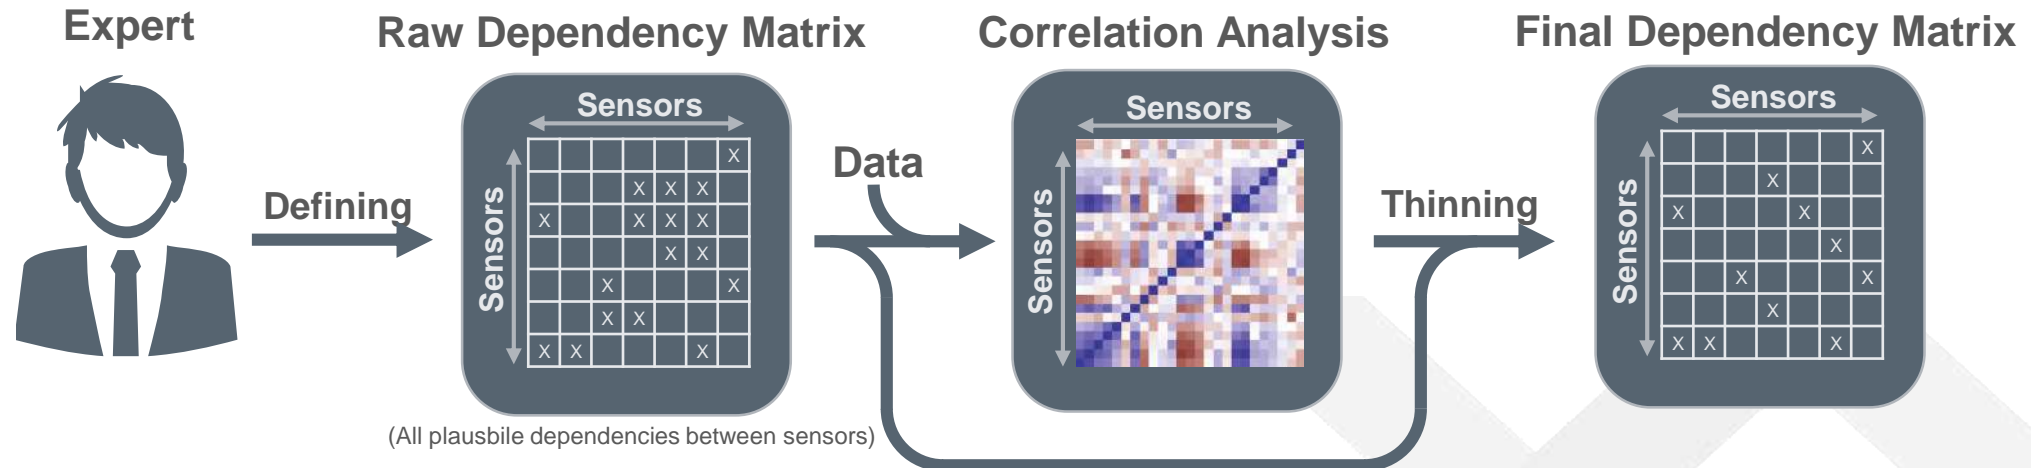 Expert
Raw Dependency Matrix
Correlation Analysis
Final Dependency Matrix
Defining
Sensors
Sensors
X
X X X
X X X X
X X
X X
X X
X X X
(All plausbile dependencies between sensors)
Data
Sensors
Sensors
Thinning
Sensors
Sensors
X
X
X X
X
X X
X
X X X